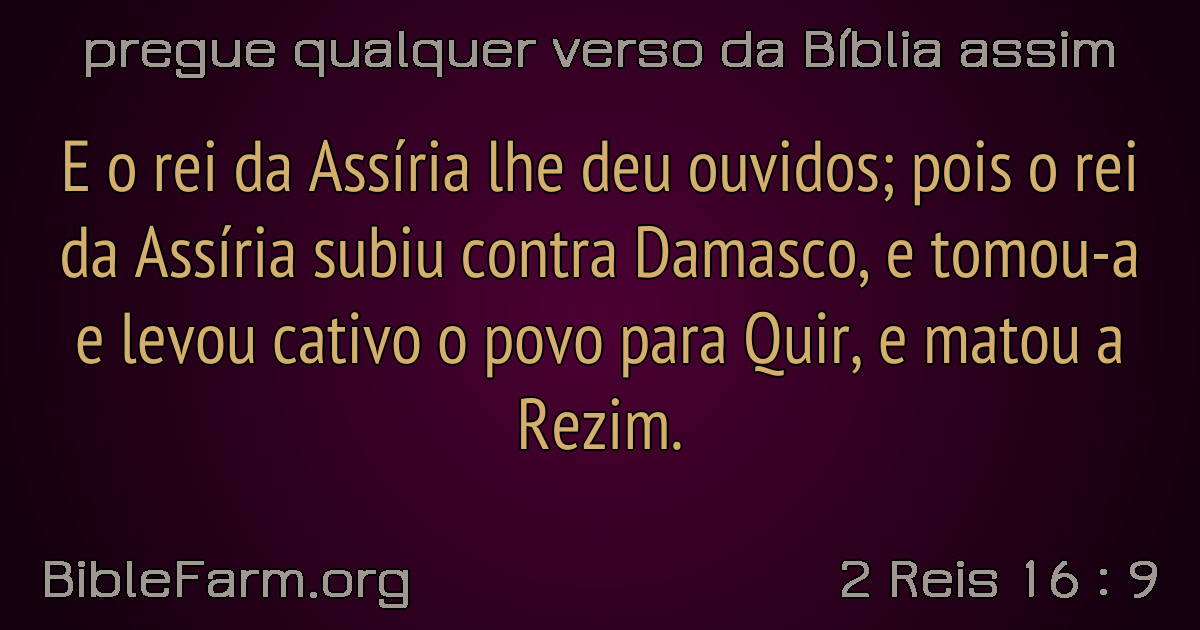 pregue qualquer verso da Bíblia assim
E o rei da Assíria lhe deu ouvidos; pois o rei
da Assíria subiu contra Damasco, e tomou-a
e levou cativo o povo para Quir, e matou a
Rezim.
BibleFarm.org
2 Reis 16 : 9